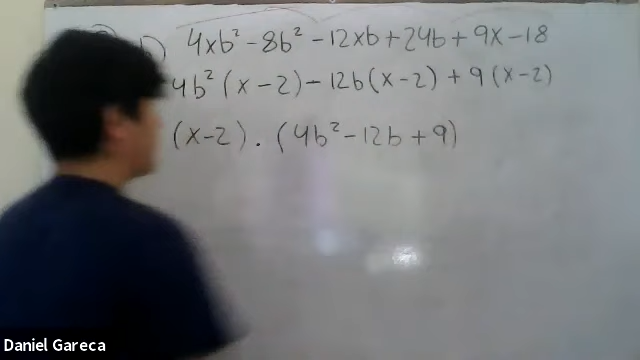 b) 4xb² - 8b² - 12xb + 24b + 9x - 18
4b² (x - 2) - 12b (x - 2) + 9 (x - 2)
(x - 2) . (4b² - 12b + 9)
Daniel Gareca